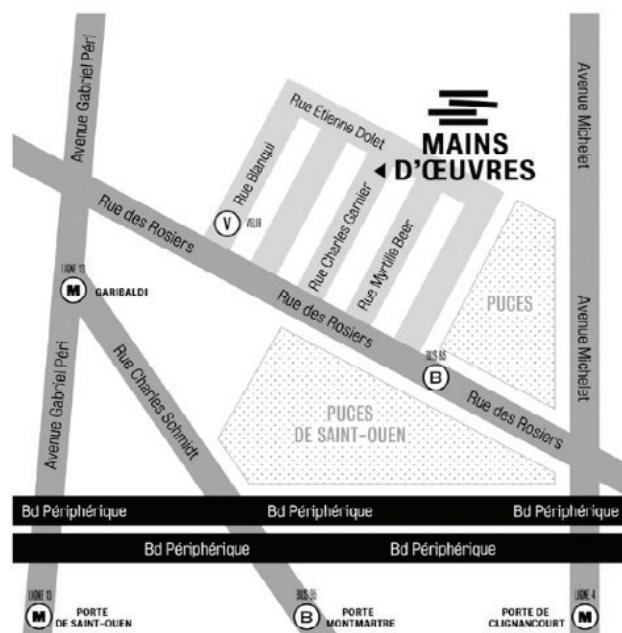 Avenue Gabriel Péri
Avenue Michelet
Rue Etienne Dolet
MAINS
D'ŒUVRES
Rue Blanqui
V
VELIB
Rue Charles Garnier
Rue Myrtille Beer
Rue des Rosiers
LIGNE 13
M
GARIBALDI
Rue des Rosiers
PUCES
Avenue Michelet
BUS 85
B
Rue des Rosiers
Avenue Gabriel Péri
Rue Charles Schmidt
PUCES
DE SAINT-OUEN
Bd Périphérique
Bd Périphérique
Bd Périphérique
Bd Périphérique
Bd Périphérique
LIGNE 13
M
PORTE
DE SAINT-OUEN
B
PORTE
MONTMARTRE
PORTE DE
CLIGNANCOURT
LIGNE 4
M